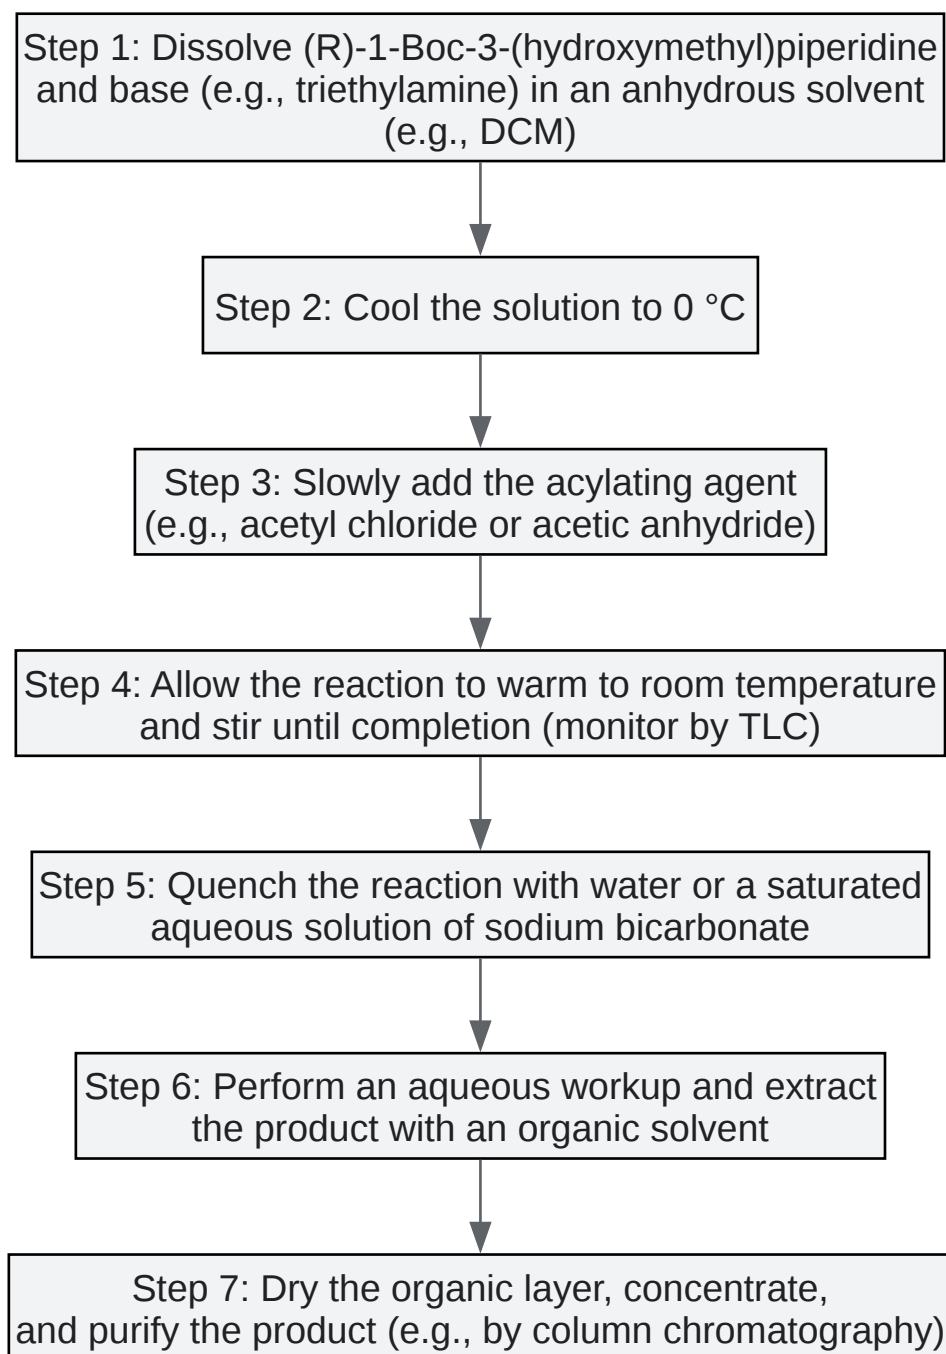 Step 1: Dissolve (R)-1-Boc-3-(hydroxymethyl)piperidine
and base (e.g., triethylamine) in an anhydrous solvent
(e.g., DCM)
Step 2: Cool the solution to 0 °C
Step 3: Slowly add the acylating agent
(e.g., acetyl chloride or acetic anhydride)
Step 4: Allow the reaction to warm to room temperature
and stir until completion (monitor by TLC)
Step 5: Quench the reaction with water or a saturated
aqueous solution of sodium bicarbonate
Step 6: Perform an aqueous workup and extract
the product with an organic solvent
Step 7: Dry the organic layer, concentrate,
and purify the product (e.g., by column chromatography)